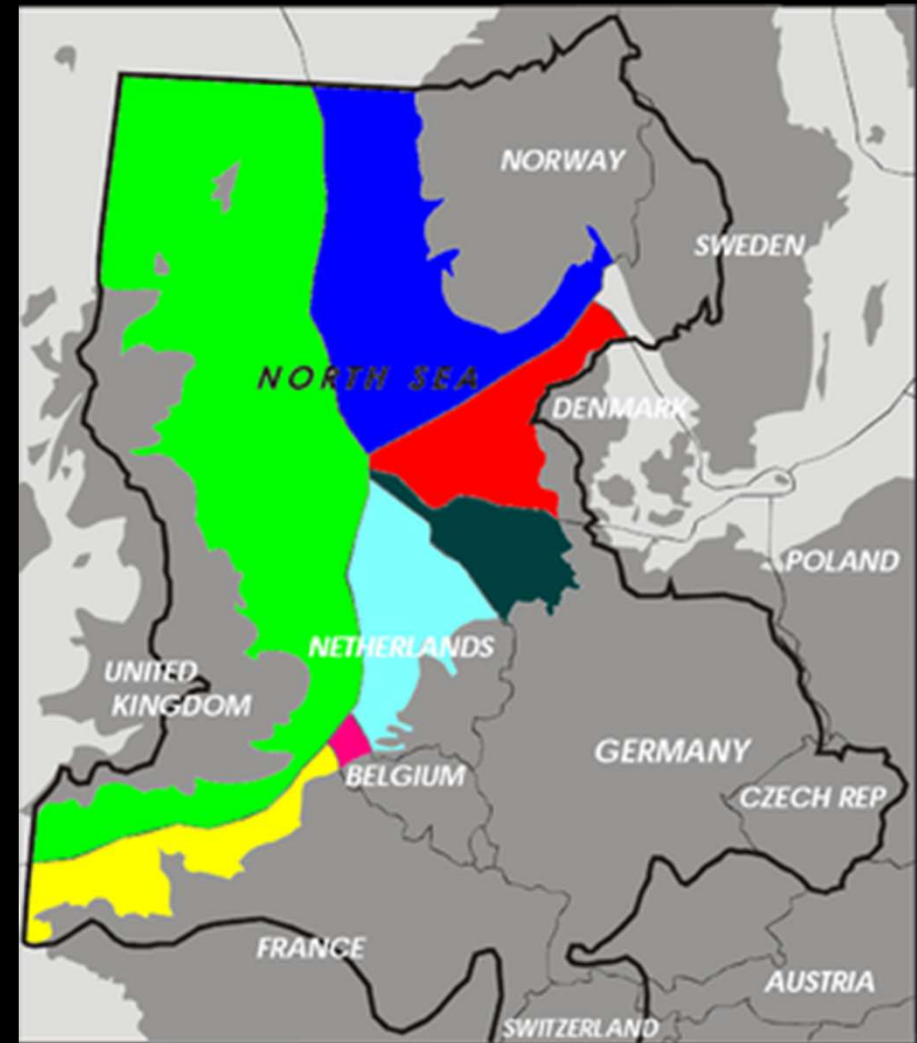 NORWAY
SWEDEN
NORTH SEA
DENMARK
POLAND
NETHERLANDS
UNITED
KINGDOM
GERMANY
BELGIUM
CZECH REP
FRANCE
AUSTRIA
SWITZERLAND